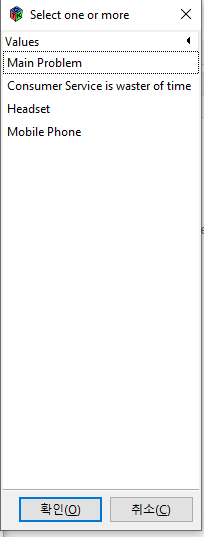 Select one or more
Values
Main Problem
Consumer Service is waster of time
Headset
Mobile Phone
확인(O) 취소(C)